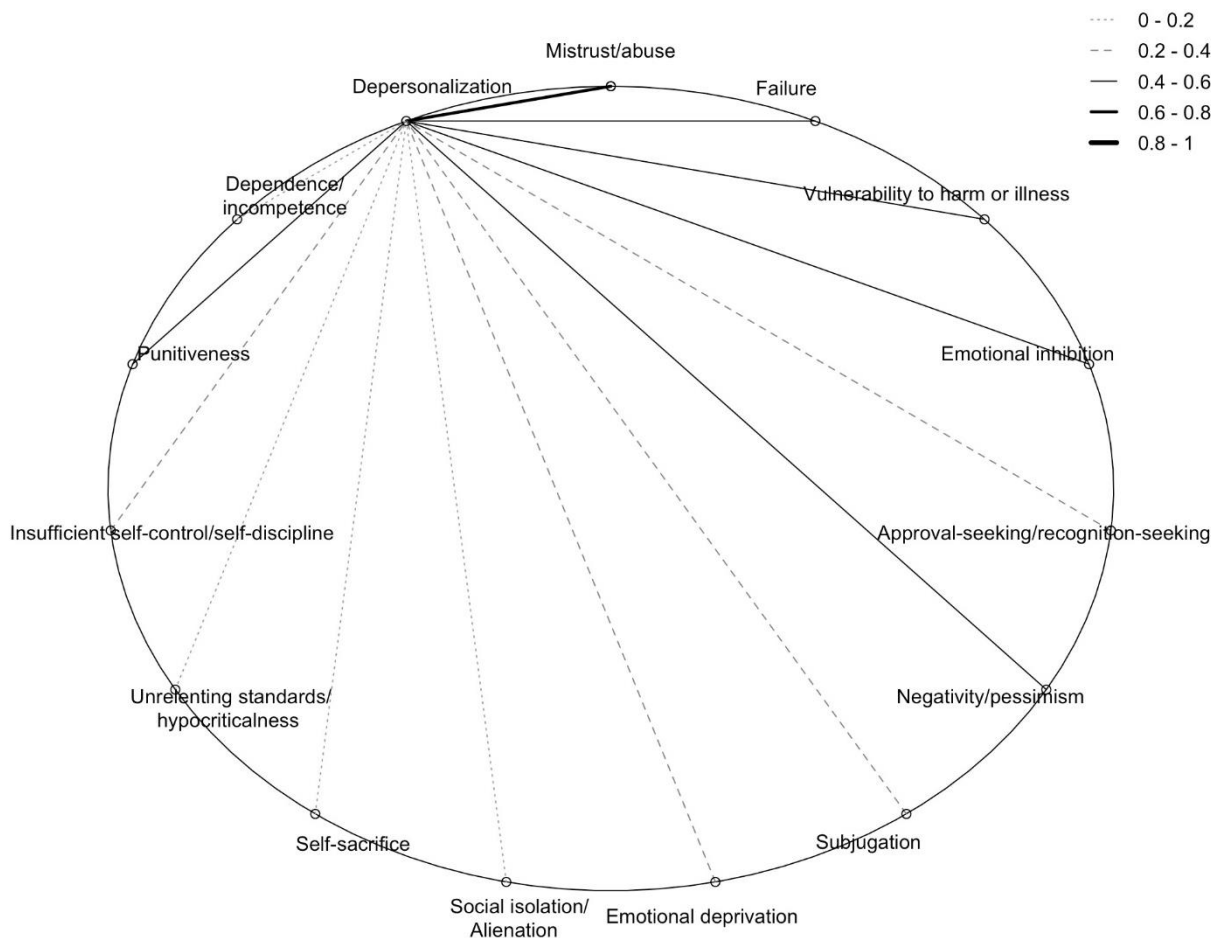 0 - 0.2
0.2 - 0.4
0.4 - 0.6
0.6 - 0.8
0.8 - 1
Mistrust/abuse
Depersonalization
Failure
Dependence/
incompetence
Vulnerability to harm or illness
Punitiveness
Emotional inhibition
Insufficient self-control/self-discipline
Approval-seeking/recognition-seeking
Unrelenting standards/
hypocriticalness
Negativity/pessimism
Self-sacrifice
Subjugation
Social isolation/
Alienation
Emotional deprivation